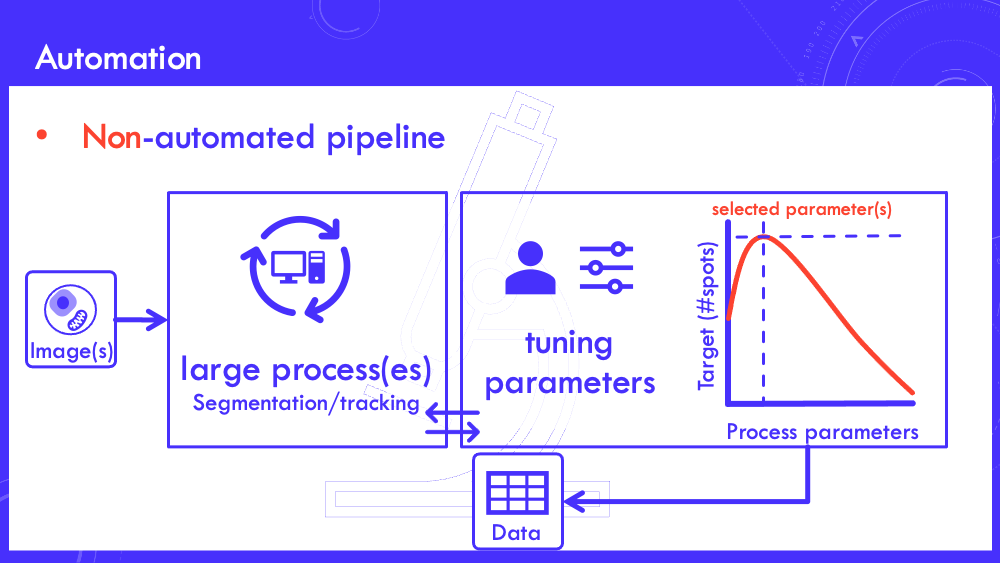 Automation
• Non-automated pipeline
selected parameter(s)
Target (#spots)
Image(s)
tuning
parameters
large process(es)
Segmentation/tracking
Process parameters
Data